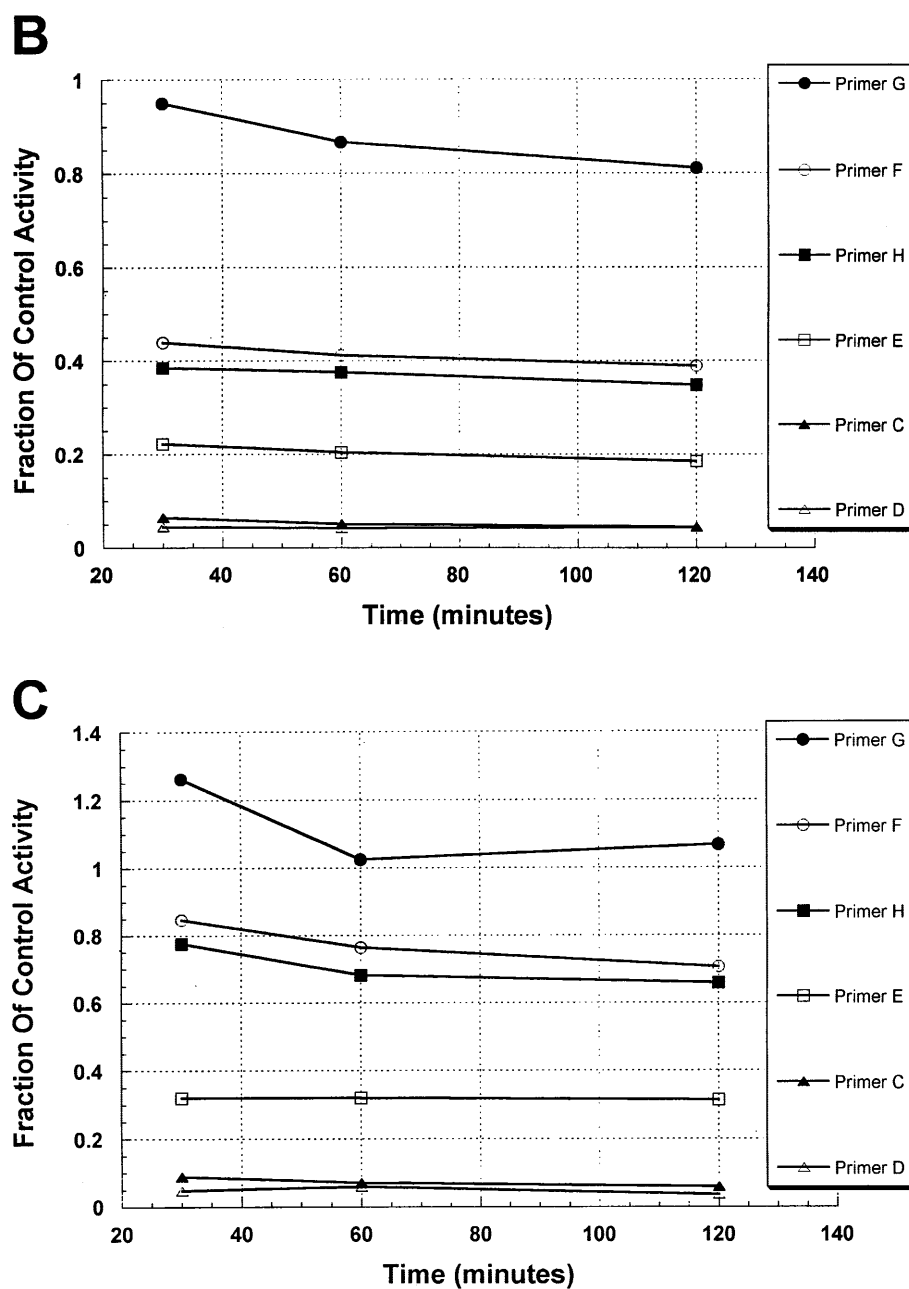 B
Fraction Of Control Activity
1
0.8
0.6
0.4
0.2
0
20 40 60 80 100 120 140
Time (minutes)
Primer G
Primer F
Primer H
Primer E
Primer C
Primer D
C
Fraction Of Control Activity
1.4
1.2
1
0.8
0.6
0.4
0.2
0
20 40 60 80 100 120 140
Time (minutes)
Primer G
Primer F
Primer H
Primer E
Primer C
Primer D